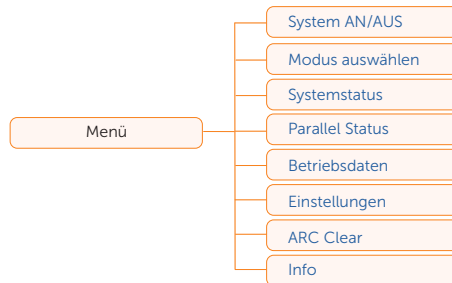 System AN/AUS
Modus auswählen
Systemstatus
Menü
Parallel Status
Betriebsdaten
Einstellungen
ARC Clear
Info